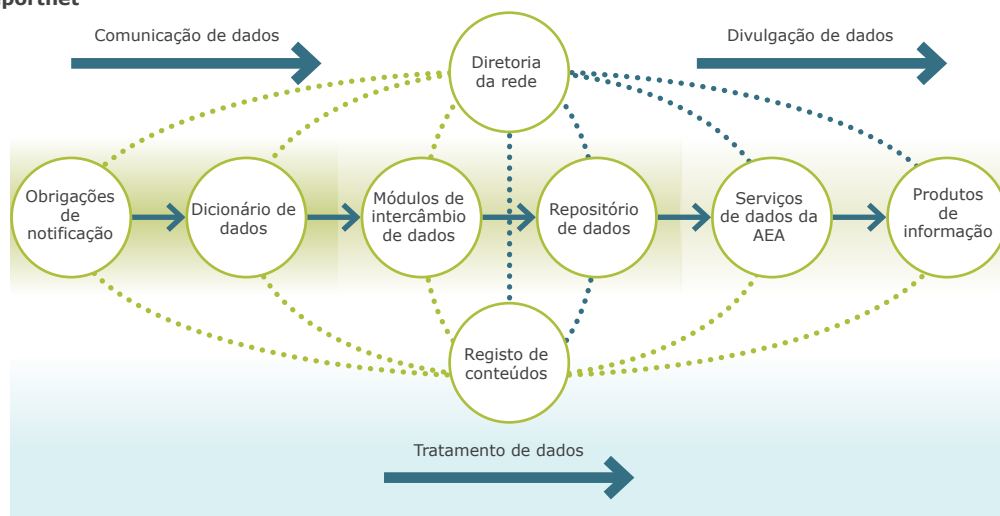 Comunicação de dados
Divulgação de dados
Diretoria
da rede
Obrigações
de
notificação
Dicionário de
dados
Módulos de
intercâmbio
de dados
Repositório
de dados
Serviços
de dados da
AEA
Produtos
de
informação
Registo de
conteúdos
Tratamento de dados